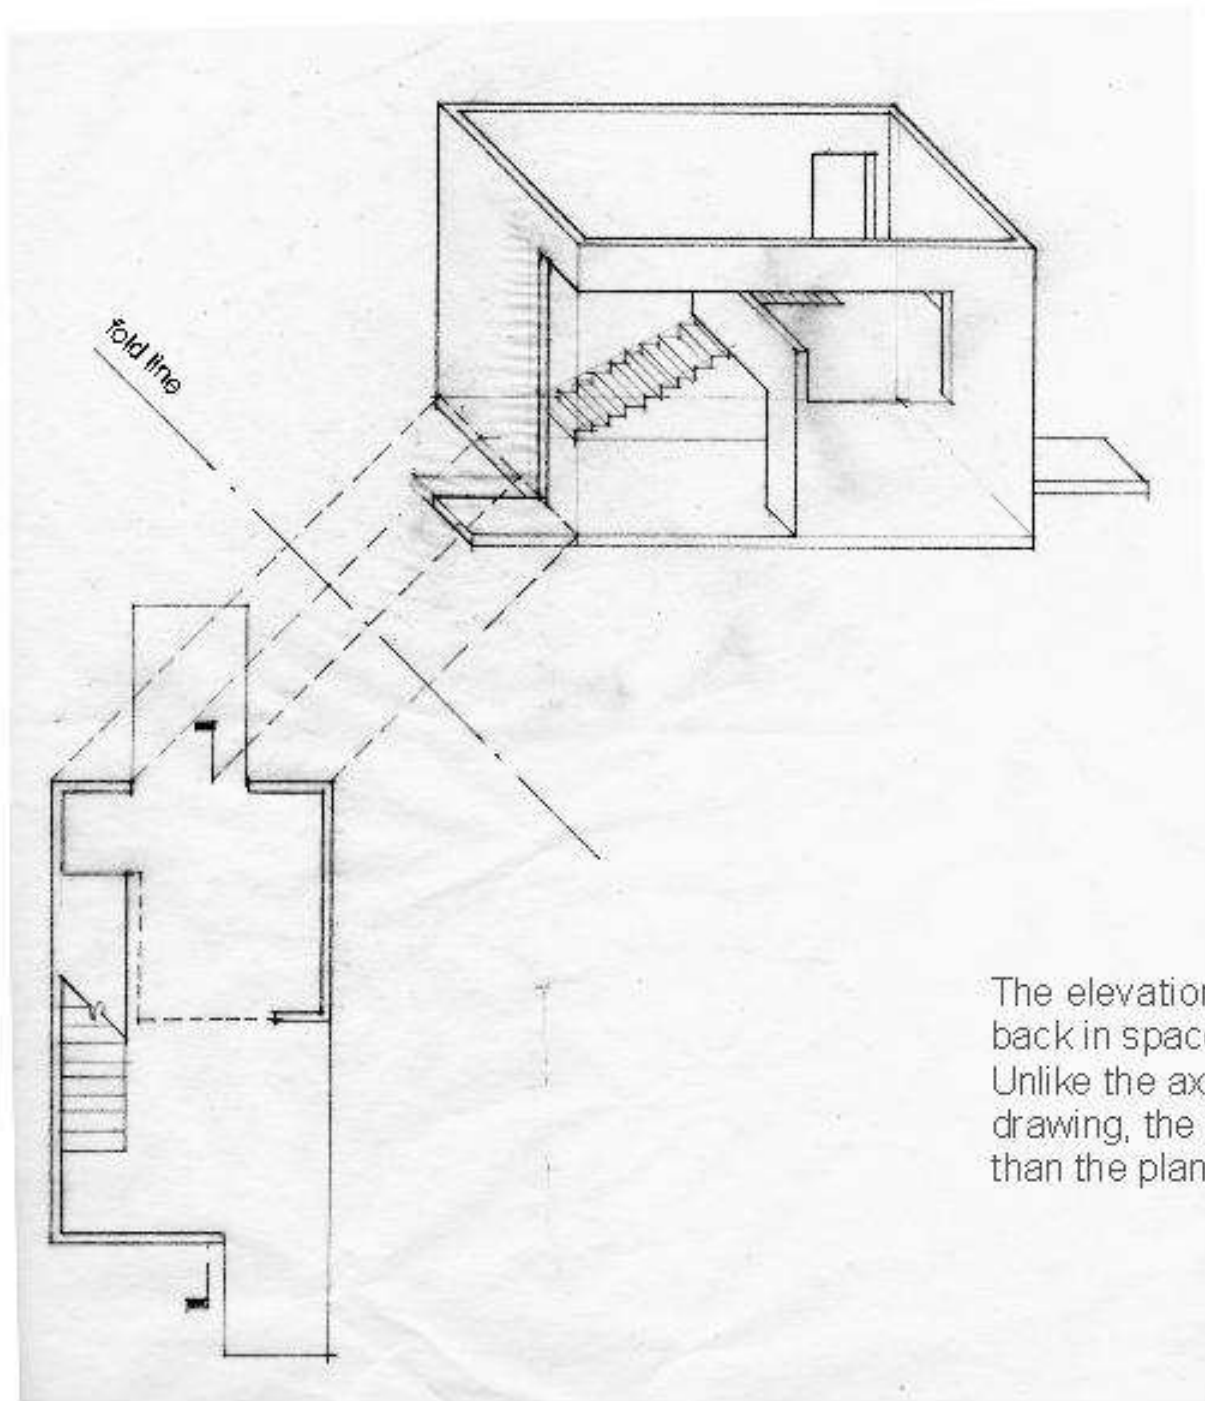 fold line
The elevation
back in spac
Unlike the ax
drawing, the
than the plan